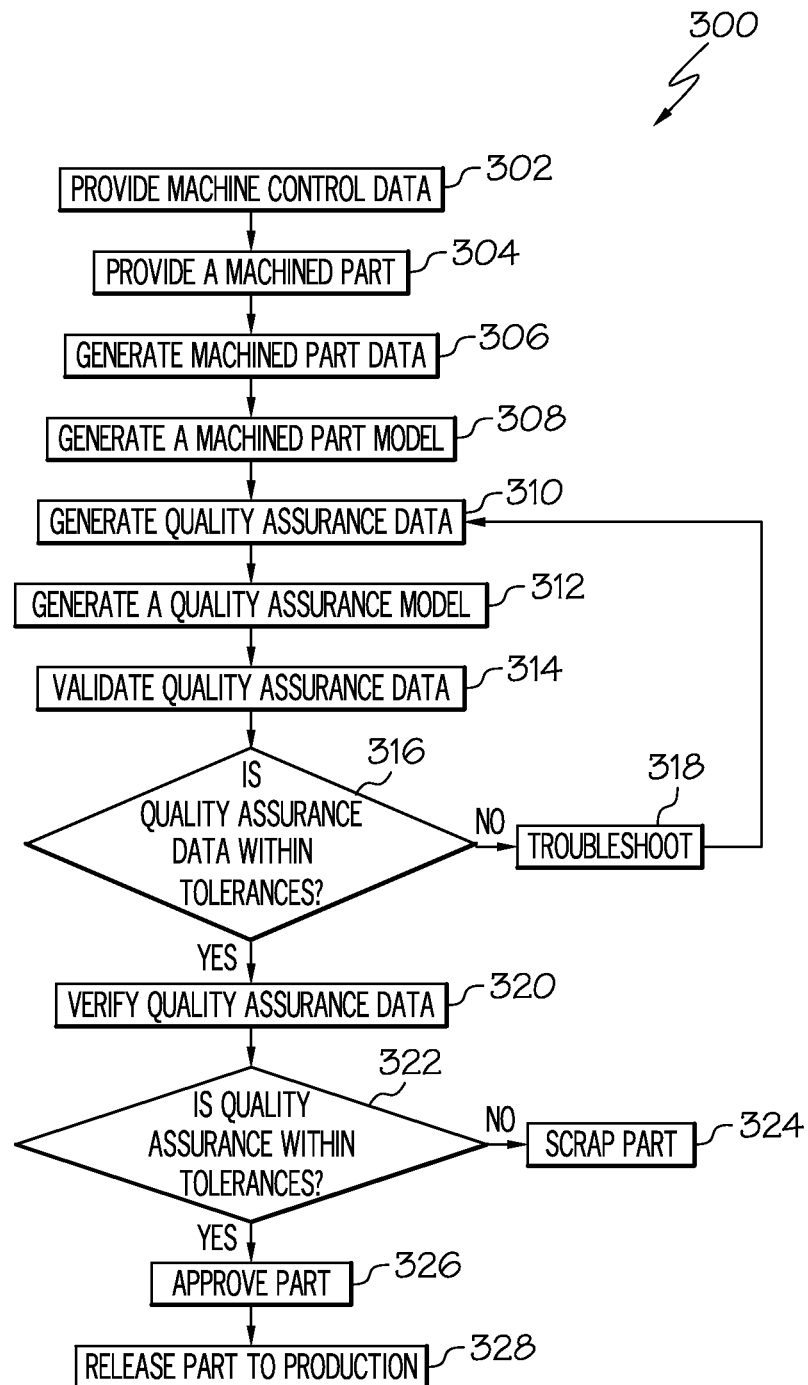 300
PROVIDE MACHINE CONTROL DATA
302
PROVIDE A MACHINED PART
304
GENERATE MACHINED PART DATA
306
GENERATE A MACHINED PART MODEL
308
GENERATE QUALITY ASSURANCE DATA
310
GENERATE A QUALITY ASSURANCE MODEL
312
VALIDATE QUALITY ASSURANCE DATA
314
IS
QUALITY ASSURANCE
DATA WITHIN
TOLERANCES?
316
NO
TROUBLESHOOT
318
YES
VERIFY QUALITY ASSURANCE DATA
320
IS QUALITY
ASSURANCE WITHIN
TOLERANCES?
322
NO
SCRAP PART
324
YES
APPROVE PART
326
RELEASE PART TO PRODUCTION
328